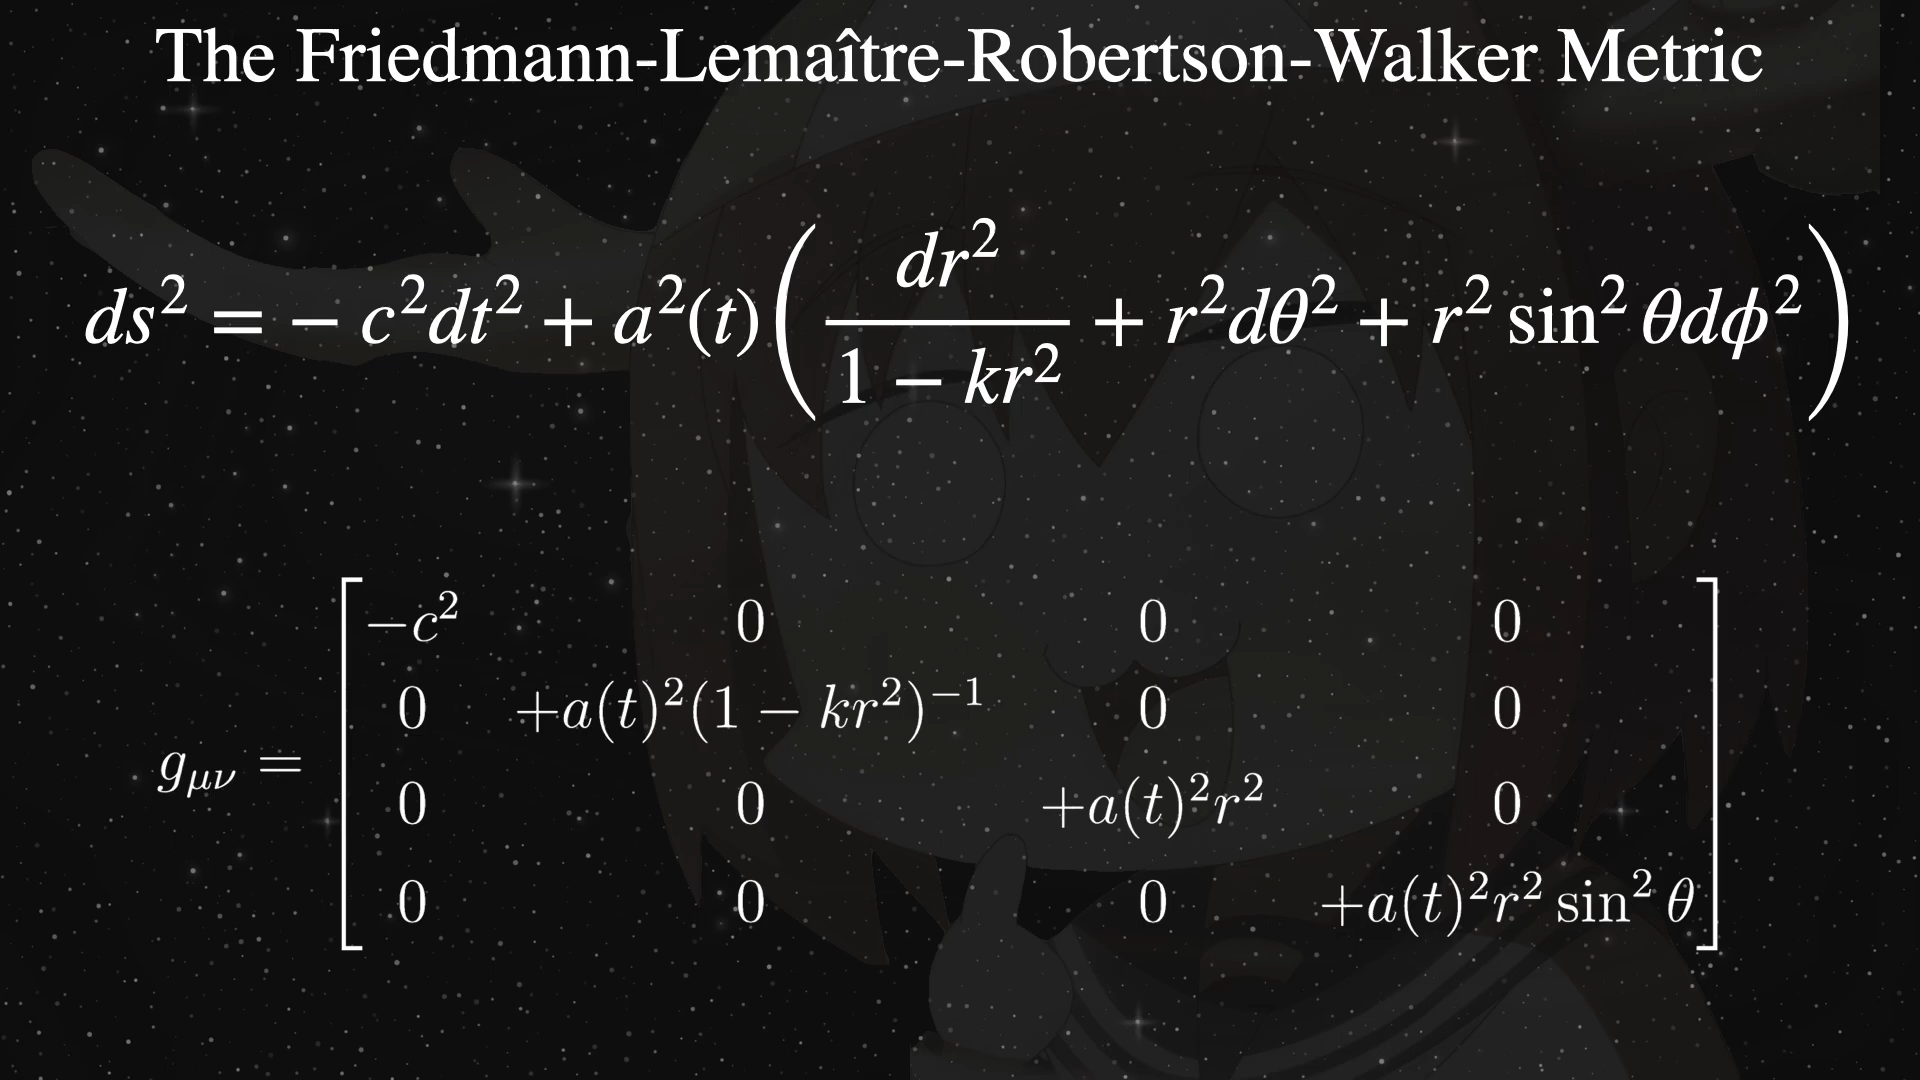 The Friedmann-Lemaître-Robertson-Walker Metric
ds² = − c²dt² + a²(t) ( dr² / (1 − kr²) + r²dθ² + r² sin² θdϕ² )
g_μν = [ −c² 0 0 0
0 +a(t)²(1 − kr²)⁻¹ 0 0
0 0 +a(t)²r² 0
0 0 0 +a(t)²r² sin² θ ]